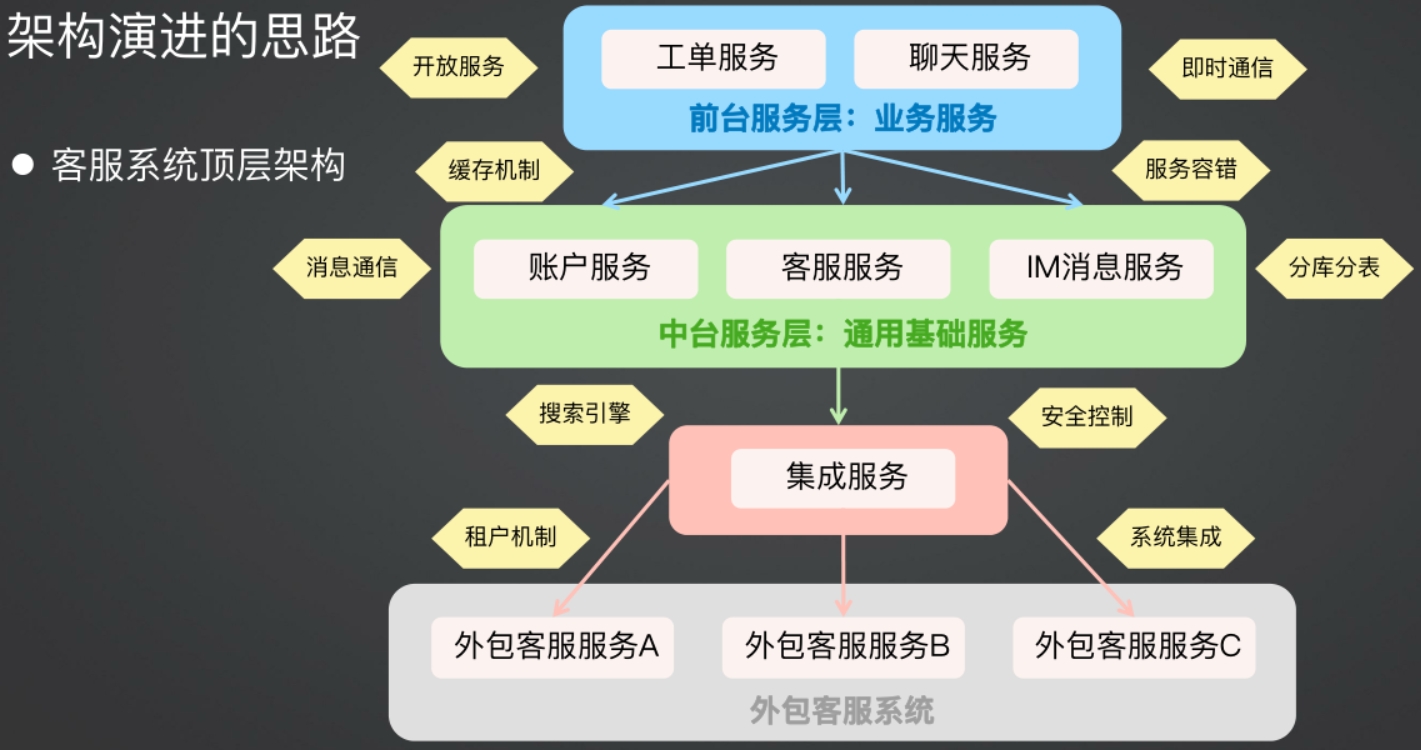 架构演进的思路
● 客服系统顶层架构
开放服务
工单服务
聊天服务
即时通信
前台服务层：业务服务
缓存机制
服务容错
消息通信
账户服务
客服服务
IM消息服务
分库分表
中台服务层：通用基础服务
搜索引擎
安全控制
集成服务
租户机制
系统集成
外包客服服务A
外包客服服务B
外包客服服务C
外包客服系统